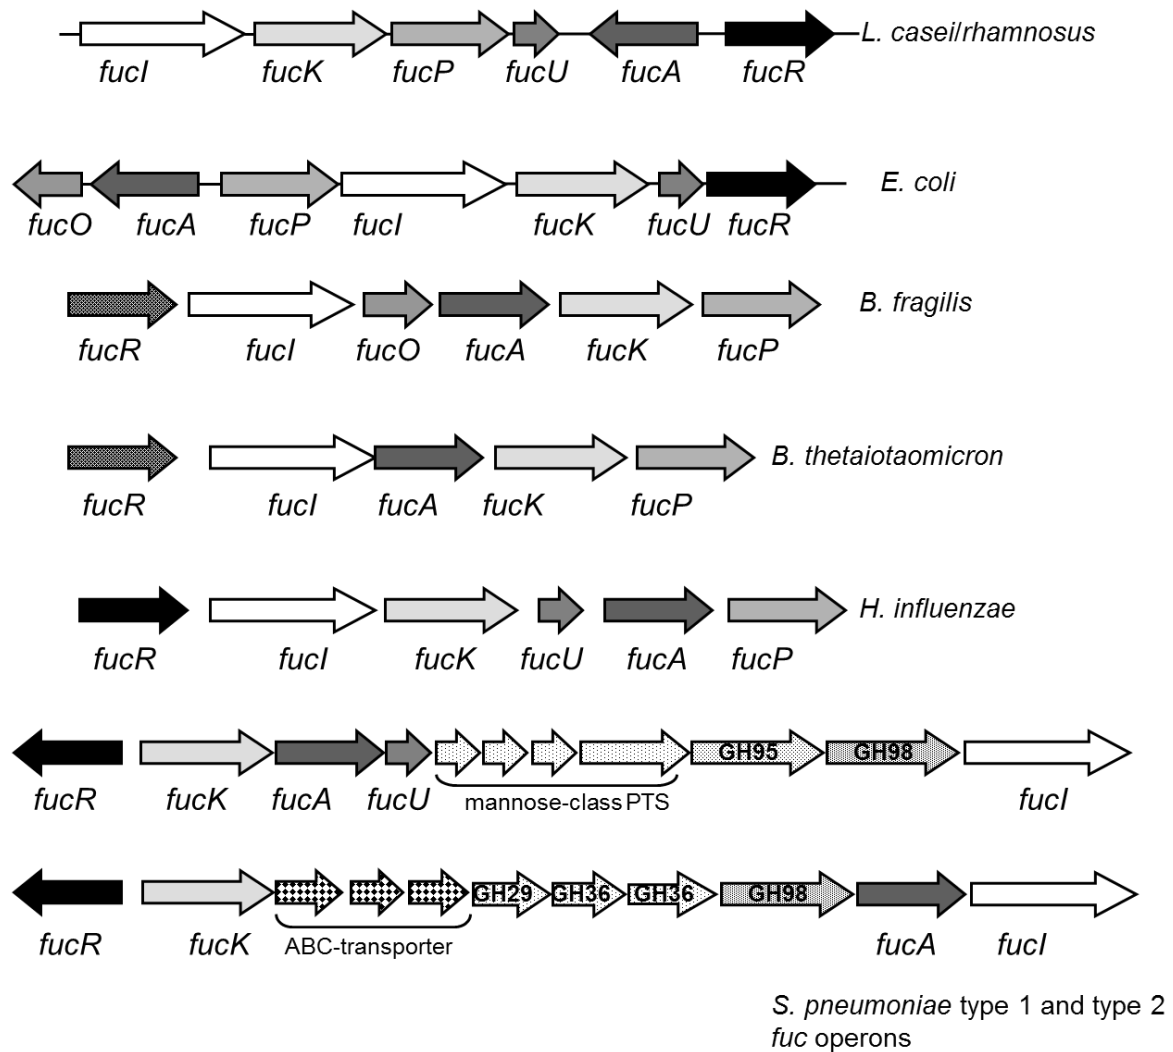 L. casei/rhamnosus
fucI fucK fucP fucU fucA fucR
E. coli
fucO fucA fucP fucI fucK fucU fucR
B. fragilis
fucR fucI fucO fucA fucK fucP
B. thetaiotaomicron
fucR fucI fucA fucK fucP
H. influenzae
fucR fucI fucK fucU fucA fucP
GH95 GH98
fucR fucK fucA fucU mannose-class PTS fucI
GH29 GH36 GH36 GH98
fucR fucK ABC-transporter fucA fucI
S. pneumoniae type 1 and type 2
fuc operons